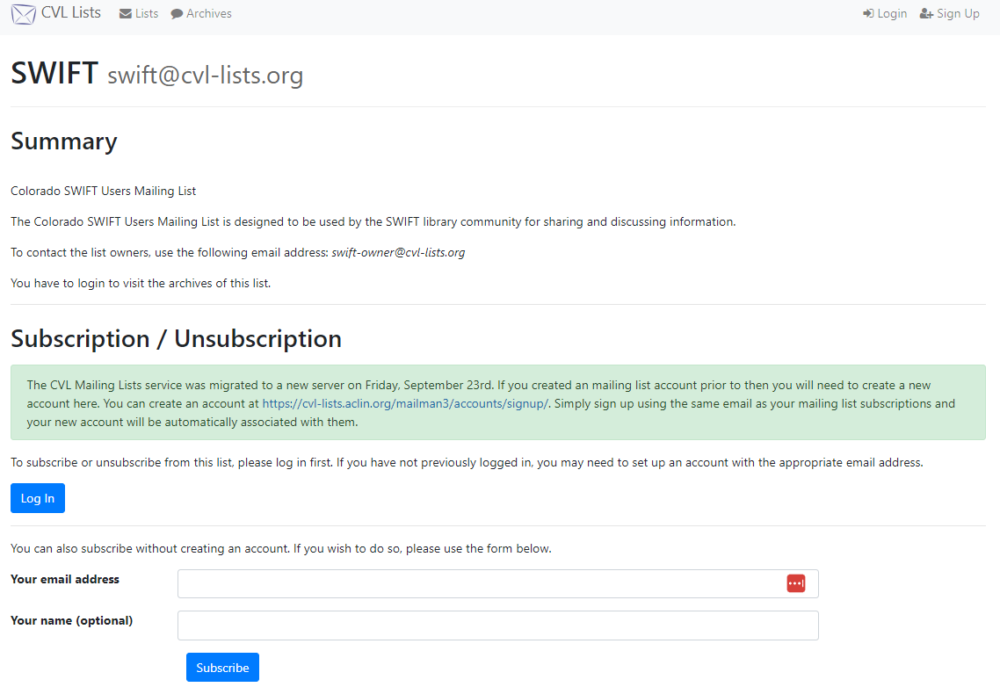 CVL Lists Lists Archives Login Sign Up
SWIFT swift@cvl-lists.org
Summary
Colorado SWIFT Users Mailing List
The Colorado SWIFT Users Mailing List is designed to be used by the SWIFT library community for sharing and discussing information.
To contact the list owners, use the following email address: swift-owner@cvl-lists.org
You have to login to visit the archives of this list.
Subscription / Unsubscription
The CVL Mailing Lists service was migrated to a new server on Friday, September 23rd. If you created an mailing list account prior to then you will need to create a new
account here. You can create an account at https://cvl-lists.aclin.org/mailman3/accounts/signup/. Simply sign up using the same email as your mailing list subscriptions and
your new account will be automatically associated with them.
To subscribe or unsubscribe from this list, please log in first. If you have not previously logged in, you may need to set up an account with the appropriate email address.
Log In
You can also subscribe without creating an account. If you wish to do so, please use the form below.
Your email address
Your name (optional)
Subscribe